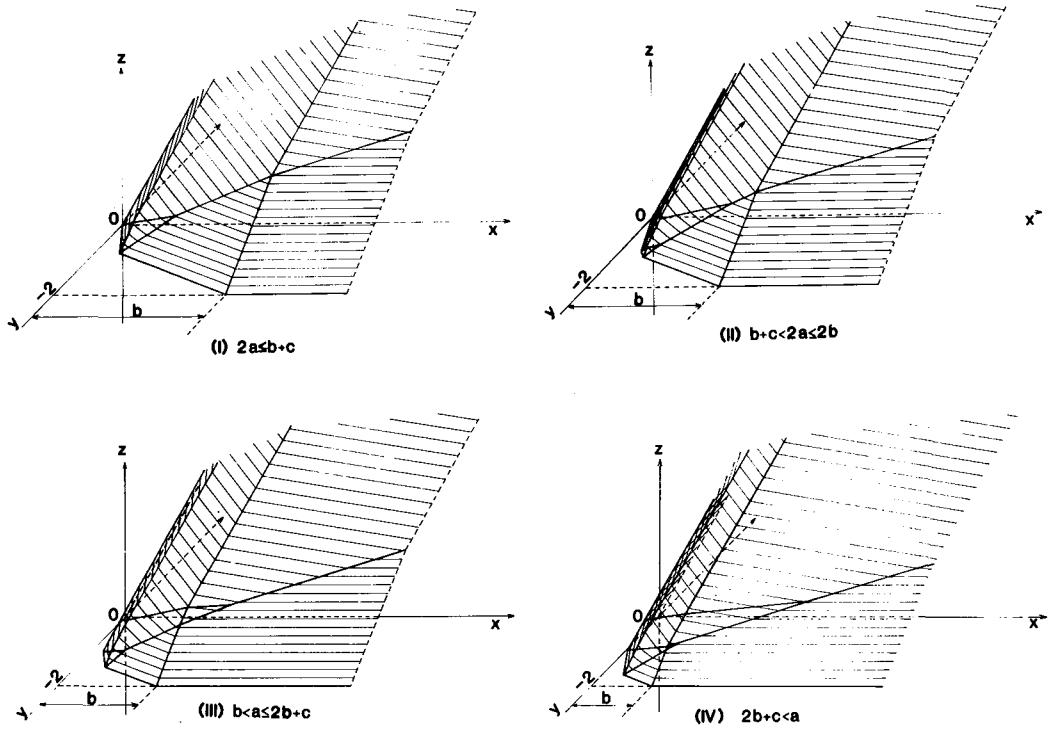 z
0
x
-2
y
b
(I) 2a≤b+c
z
0
x
-2
y
b
(II) b+c<2a≤2b
z
0
x
-2
y
b
(III) b<a≤2b+c
z
0
x
-2
y
b
(IV) 2b+c<a